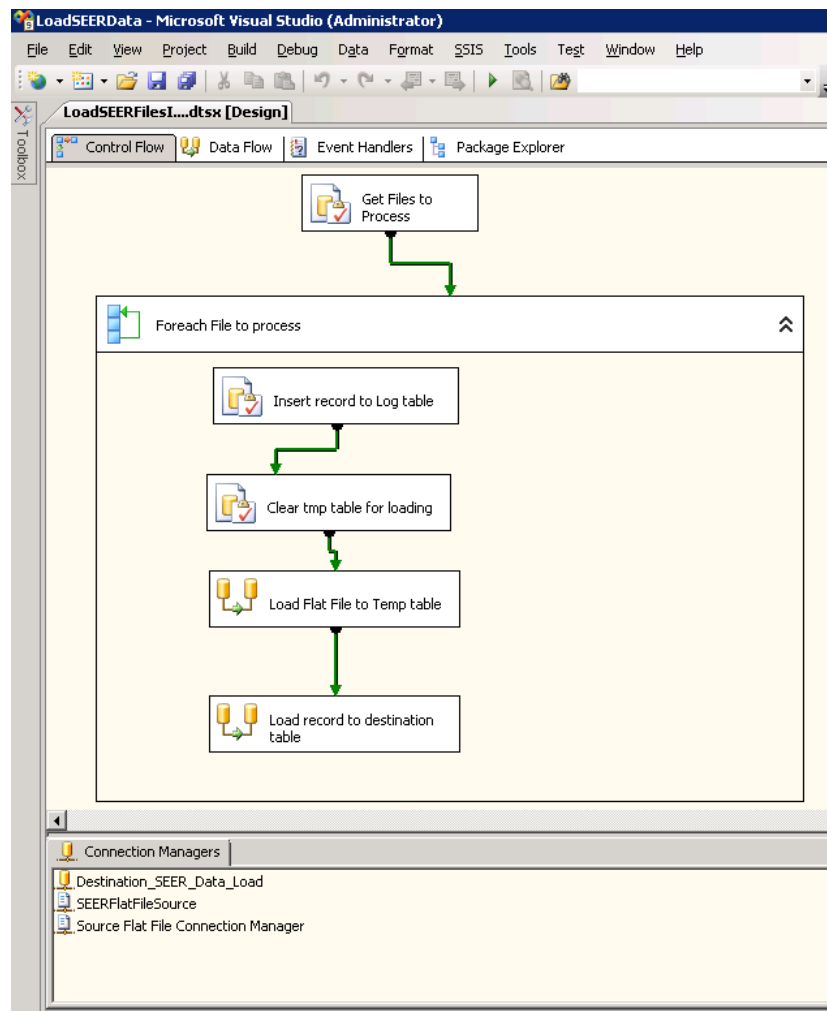 LoadSEERData - Microsoft Visual Studio (Administrator)
File Edit View Project Build Debug Data Format SSIS Tools Test Window Help
LoadSEERFilesI....dtsx [Design]
Toolbox
Control Flow Data Flow Event Handlers Package Explorer
Get Files to
Process
Foreach File to process
Insert record to Log table
Clear tmp table for loading
Load Flat File to Temp table
Load record to destination
table
Connection Managers
Destination_SEER_Data_Load
SEERFlatFileSource
Source Flat File Connection Manager